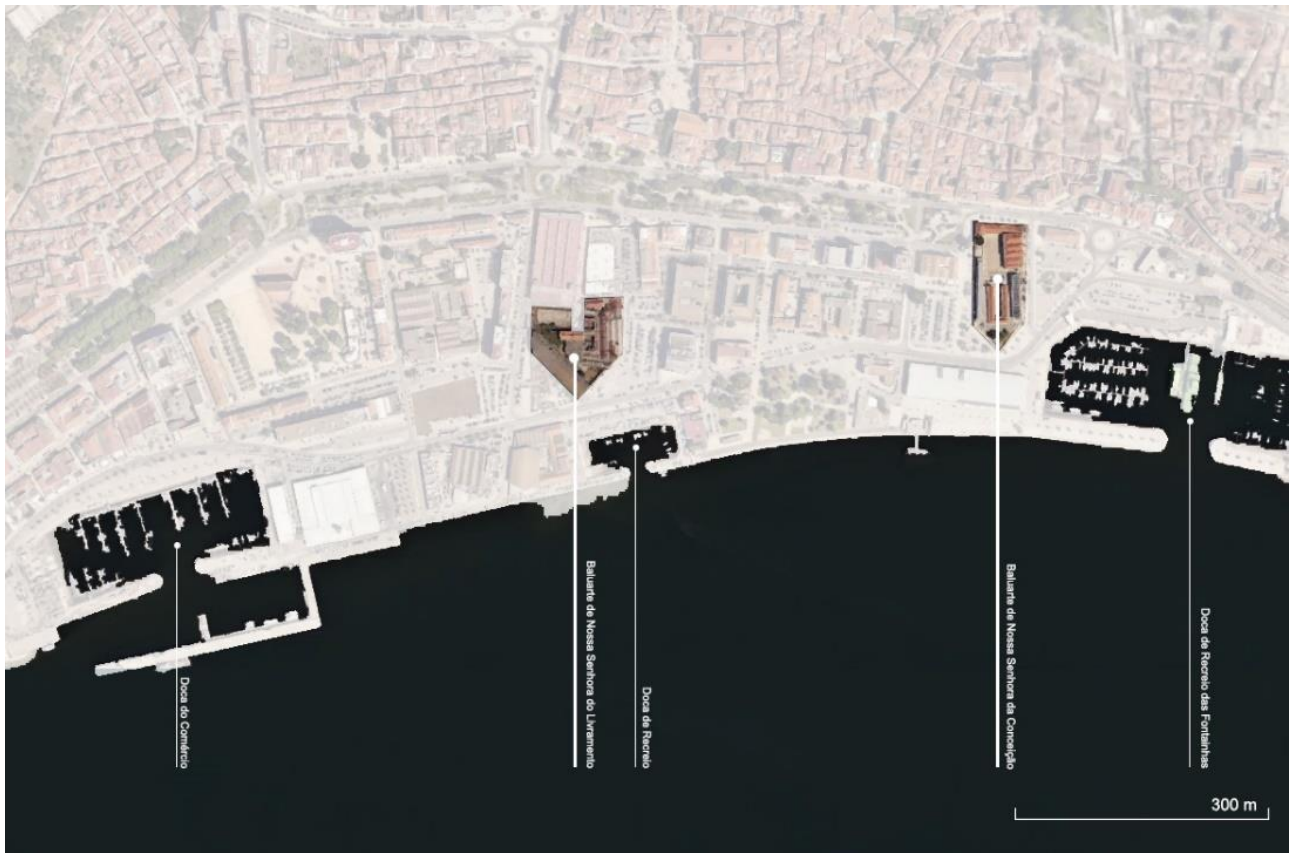 Doca do Comércio
Baluarte de Nossa Senhora do Livramento
Doca de Recreio
Baluarte de Nossa Senhora da Conceição
Doca de Recreio das Fontainhas
300 m